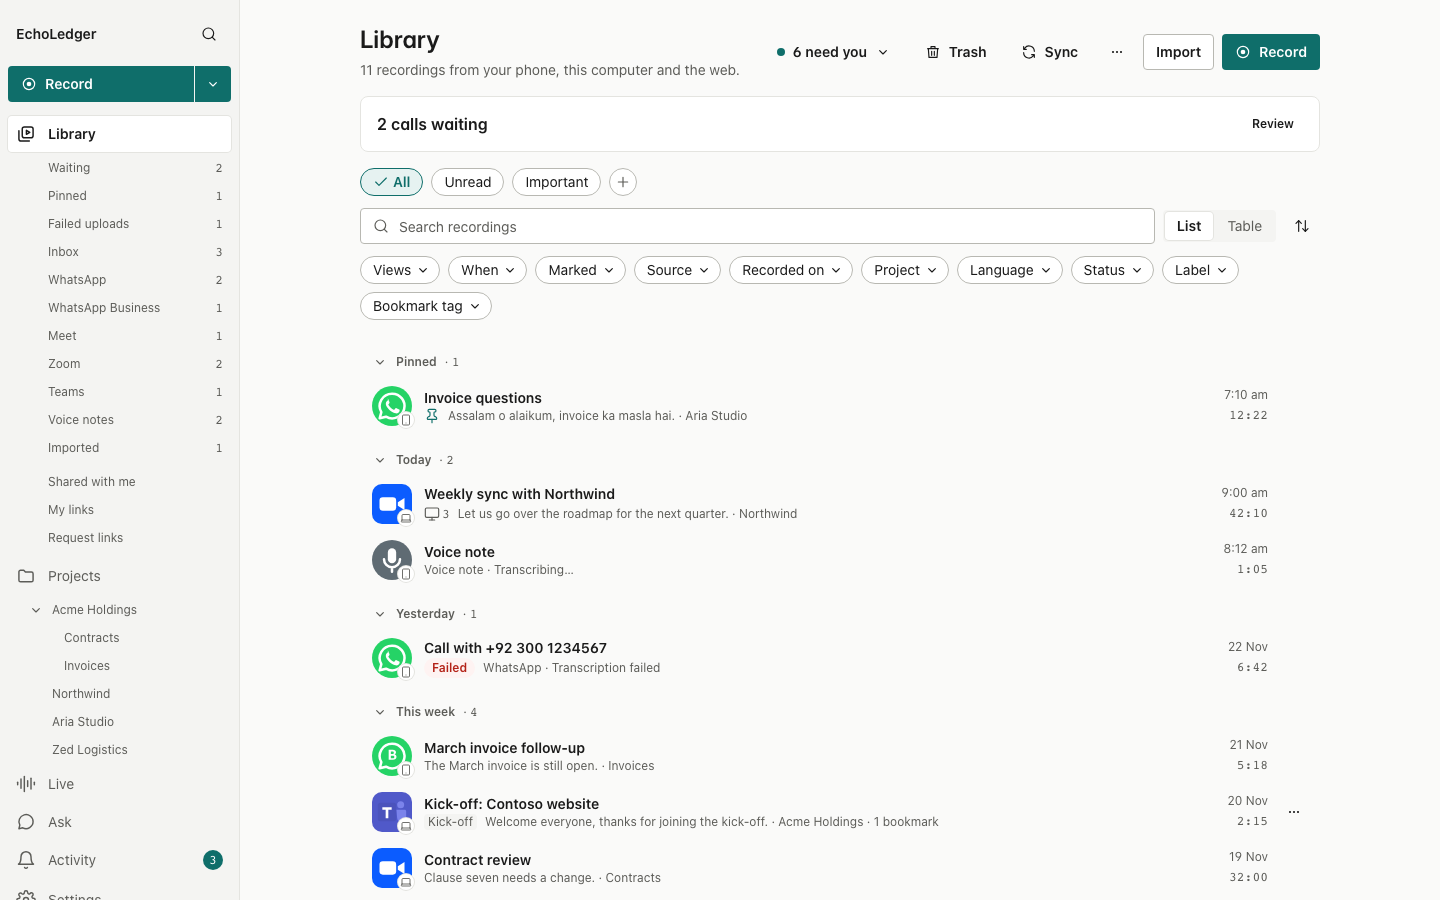 EchoLedger
Record
Library
Waiting 2
Pinned 1
Failed uploads 1
Inbox 3
WhatsApp 2
WhatsApp Business 1
Meet 1
Zoom 2
Teams 1
Voice notes 2
Imported 1
Shared with me
My links
Request links
Projects
Acme Holdings
Contracts
Invoices
Northwind
Aria Studio
Zed Logistics
Live
Ask
Activity 3
Settings
Library
11 recordings from your phone, this computer and the web.
6 need you Trash Sync ... Import Record
2 calls waiting Review
All Unread Important
Search recordings List Table
Views When Marked Source Recorded on Project Language Status Label
Bookmark tag
Pinned · 1
Invoice questions 7:10 am
Assalam o alaikum, invoice ka masla hai. · Aria Studio 12:22
Today · 2
Weekly sync with Northwind 9:00 am
3 Let us go over the roadmap for the next quarter. · Northwind 42:10
Voice note 8:12 am
Voice note · Transcribing... 1:05
Yesterday · 1
Call with +92 300 1234567 22 Nov
Failed WhatsApp · Transcription failed 6:42
This week · 4
B March invoice follow-up 21 Nov
The March invoice is still open. · Invoices 5:18
T Kick-off: Contoso website 20 Nov
Kick-off Welcome everyone, thanks for joining the kick-off. · Acme Holdings · 1 bookmark 2:15 ...
Contract review 19 Nov
Clause seven needs a change. · Contracts 32:00